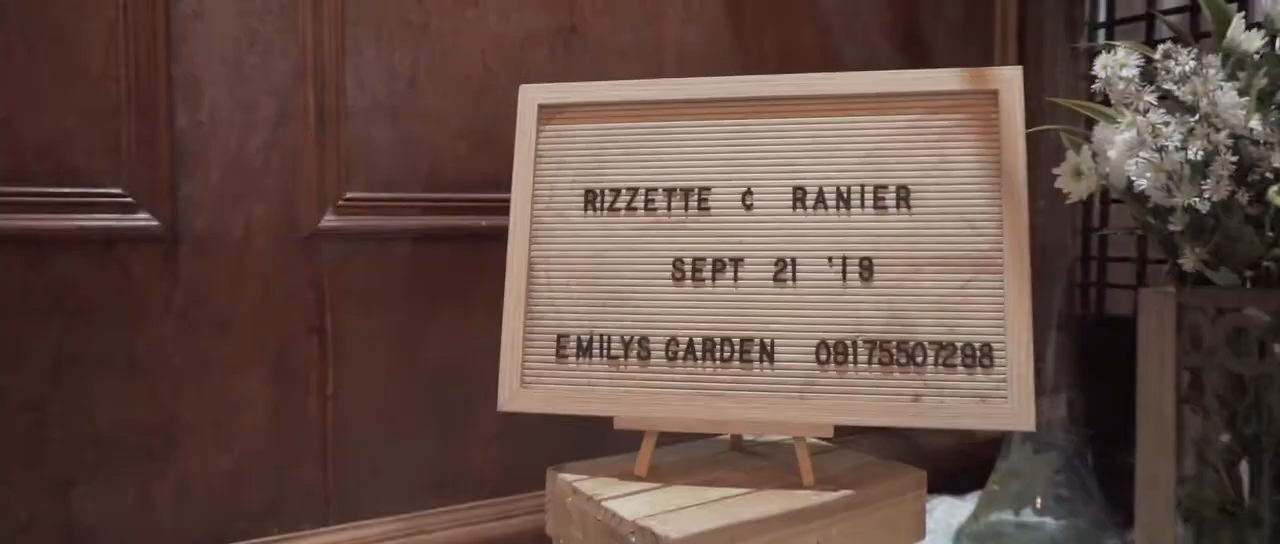 RIZZETTE ¢ RANIER
SEPT 21 '19
EMILYS GARDEN 09175507298